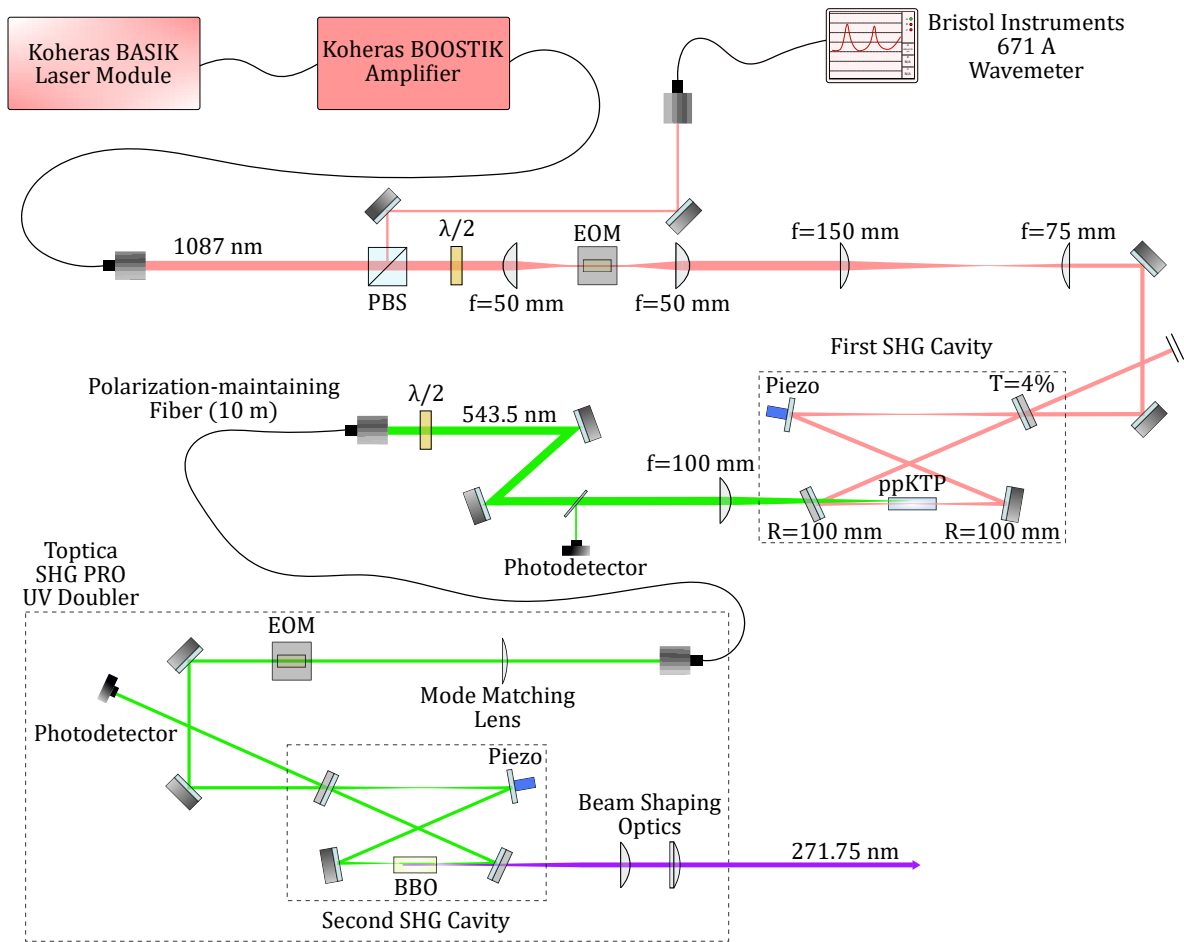 Koheras BASIK
Laser Module
Koheras BOOSTIK
Amplifier
Bristol Instruments
671 A
Wavemeter
1087 nm
PBS
λ/2
f=50 mm
EOM
f=50 mm
f=150 mm
f=75 mm
First SHG Cavity
Piezo
T=4%
ppKTP
R=100 mm
R=100 mm
f=100 mm
Photodetector
543.5 nm
λ/2
Polarization-maintaining
Fiber (10 m)
Toptica
SHG PRO
UV Doubler
EOM
Mode Matching
Lens
Photodetector
Piezo
BBO
Second SHG Cavity
Beam Shaping
Optics
271.75 nm